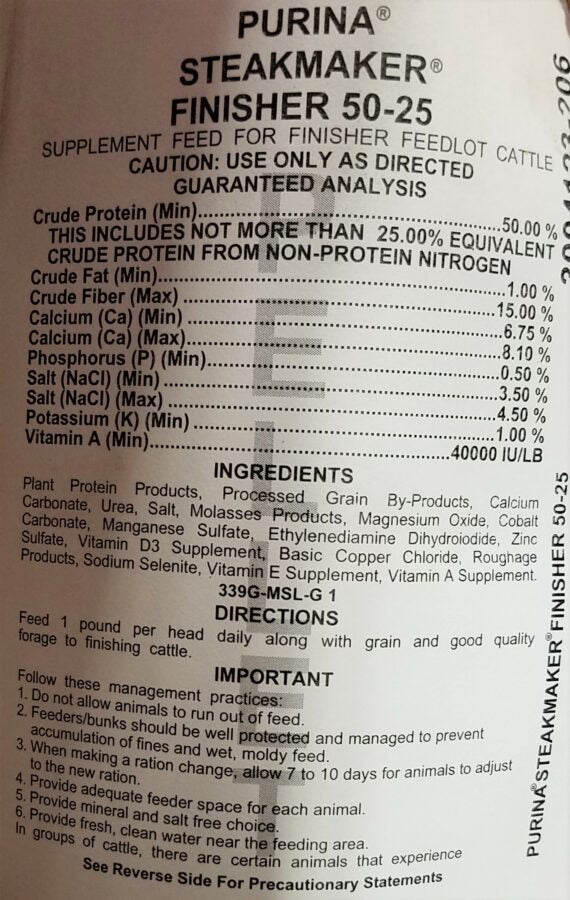 PURINA®
STEAKMAKER®
FINISHER 50-25
SUPPLEMENT FEED FOR FINISHER FEEDLOT CATTLE
CAUTION: USE ONLY AS DIRECTED
GUARANTEED ANALYSIS
Crude Protein (Min)..............................50.00 %
THIS INCLUDES NOT MORE THAN 25.00% EQUIVALENT
CRUDE PROTEIN FROM NON-PROTEIN NITROGEN
Crude Fat (Min)..............................1.00 %
Crude Fiber (Max) ..............................15.00 %
Calcium (Ca) (Min) ..............................6.75 %
Calcium (Ca) (Max)..............................8.10 %
Phosphorus (P) (Min)..............................0.50 %
Salt (NaCl) (Min) ..............................3.50 %
Salt (NaCl) (Max) ..............................4.50 %
Potassium (K) (Min) ..............................1.00 %
Vitamin A (Min)..............................40000 IU/LB
INGREDIENTS
Plant Protein Products, Processed Grain By-Products, Calcium
Carbonate, Urea, Salt, Molasses Products, Magnesium Oxide, Cobalt
Carbonate, Manganese Sulfate, Ethylenediamine Dihydroiodide, Zinc
Sulfate, Vitamin D3 Supplement, Basic Copper Chloride, Roughage
Products, Sodium Selenite, Vitamin E Supplement, Vitamin A Supplement.
339G-MSL-G 1
DIRECTIONS
Feed 1 pound per head daily along with grain and good quality
forage to finishing cattle.
IMPORTANT
Follow these management practices:
1. Do not allow animals to run out of feed.
2. Feeders/bunks should be well protected and managed to prevent
accumulation of fines and wet, moldy feed.
3. When making a ration change, allow 7 to 10 days for animals to adjust
to the new ration.
4. Provide adequate feeder space for each animal.
5. Provide mineral and salt free choice.
6. Provide fresh, clean water near the feeding area.
In groups of cattle, there are certain animals that experience
See Reverse Side For Precautionary Statements
PELLET
PURINA® STEAKMAKER® FINISHER 50-25